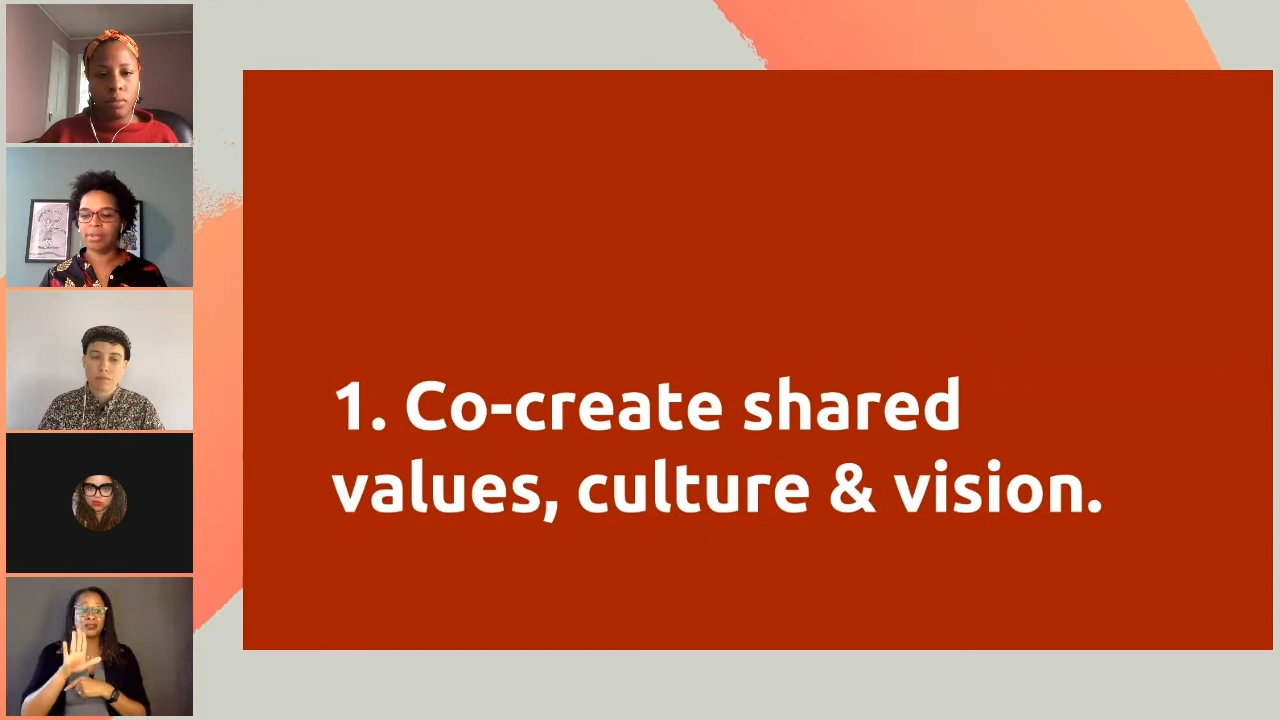 1. Co-create shared
values, culture & vision.